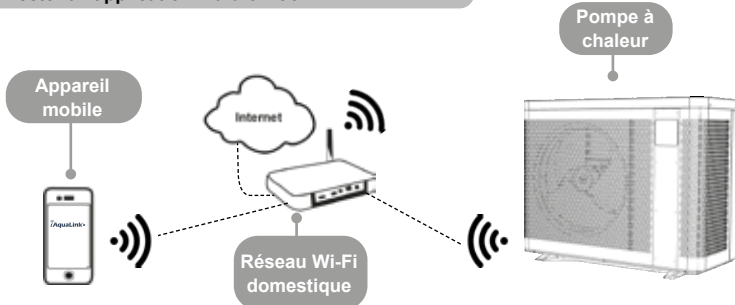 Pompe à
chaleur
Appareil
mobile
Internet
iAquaLink+
Réseau Wi-Fi
domestique